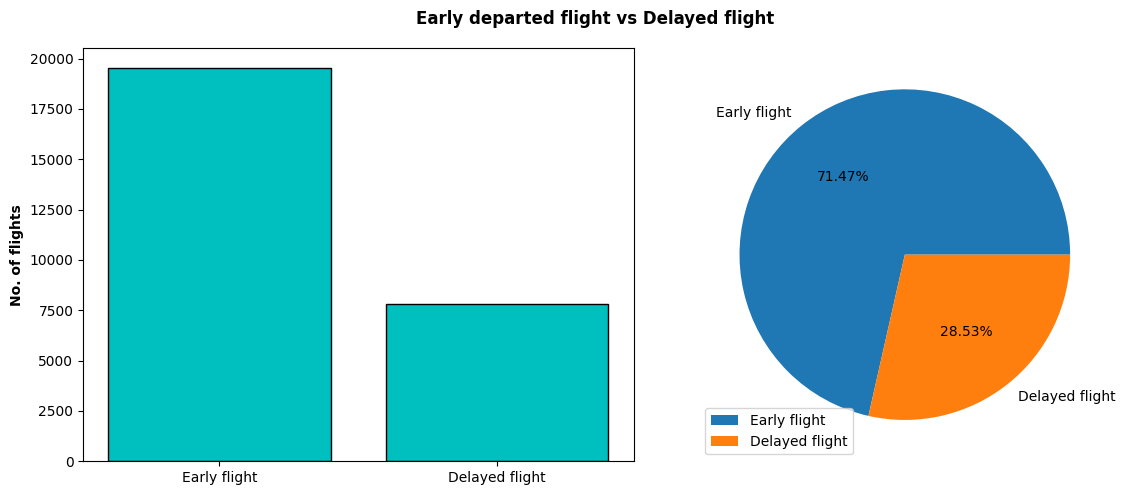 Early departed flight vs Delayed flight
No. of flights
20000
17500
15000
12500
10000
7500
5000
2500
0
Early flight
Delayed flight
Early flight
71.47%
28.53%
Delayed flight
Early flight
Delayed flight